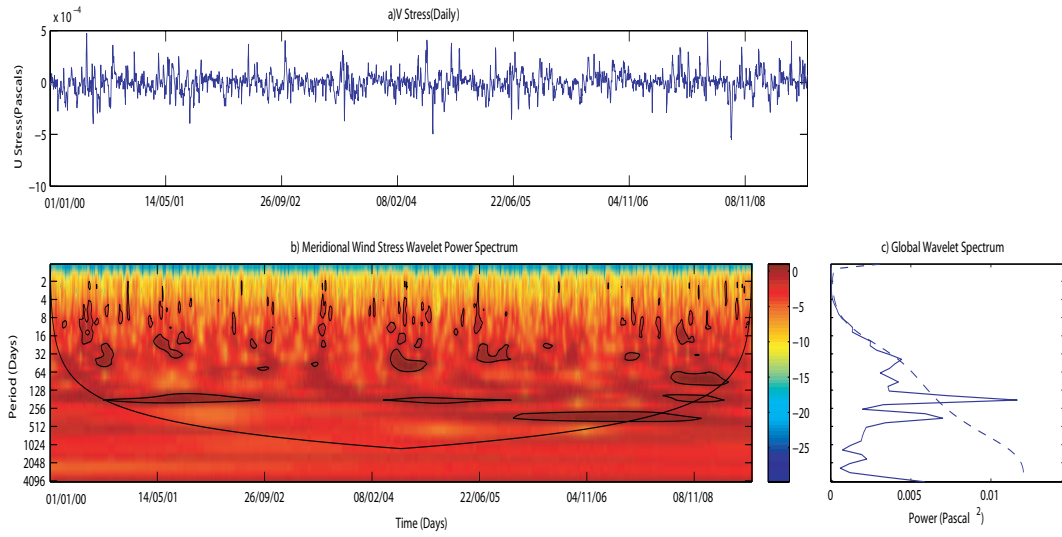 x 10⁻⁴
a)V Stress(Daily)
U Stress(Pascals)
5
0
−5
−10
01/01/00 14/05/01 26/09/02 08/02/04 22/06/05 04/11/06 08/11/08
b) Meridional Wind Stress Wavelet Power Spectrum
Period (Days)
2
4
8
16
32
64
128
256
512
1024
2048
4096
01/01/00 14/05/01 26/09/02 08/02/04 22/06/05 04/11/06 08/11/08
Time (Days)
0
−5
−10
−15
−20
−25
c) Global Wavelet Spectrum
0 0.005 0.01
Power (Pascal ²)